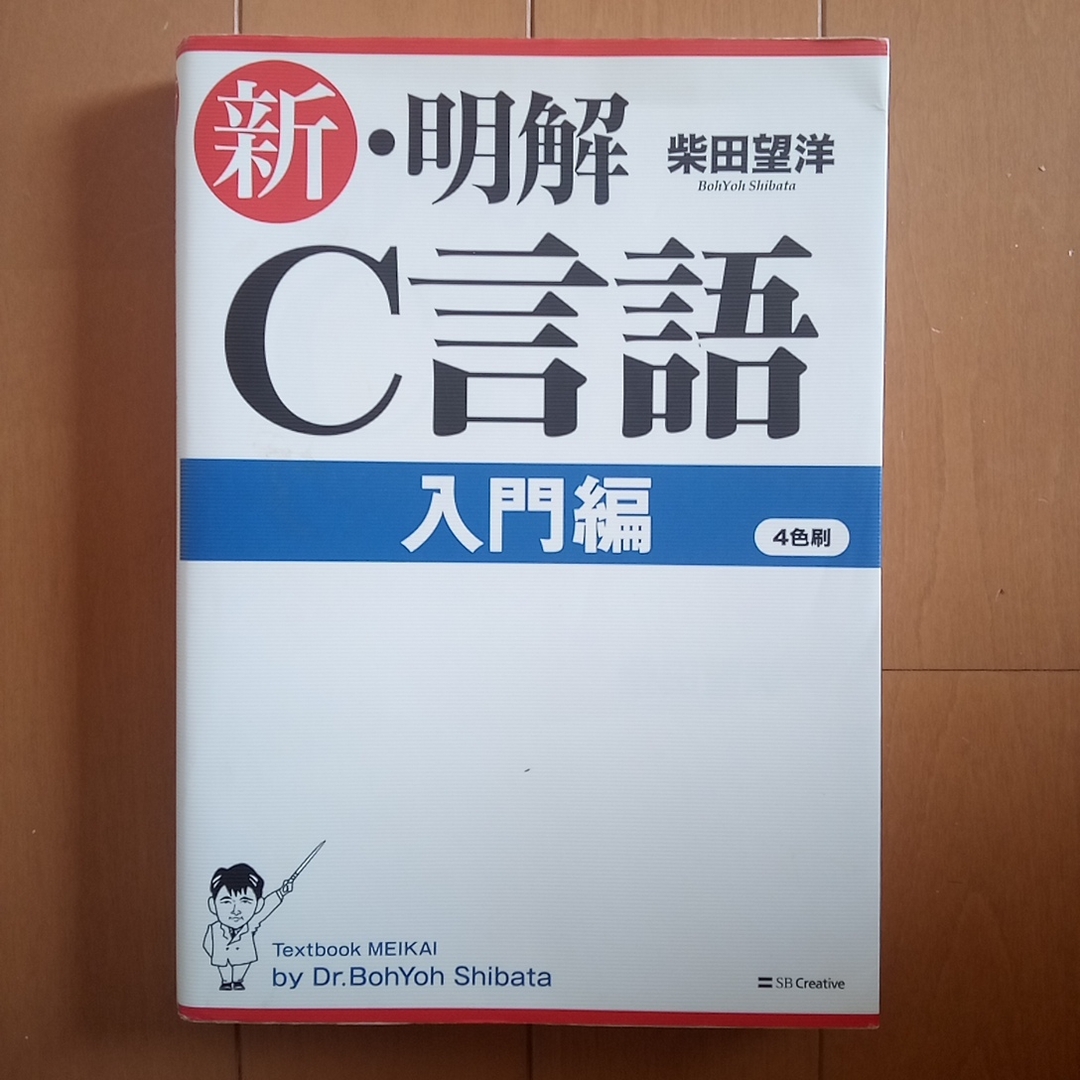 新・明解
柴田望洋
BohYoh Shibata
C言語
入門編
4色刷
Textbook MEIKAI
by Dr.BohYoh Shibata
SB Creative